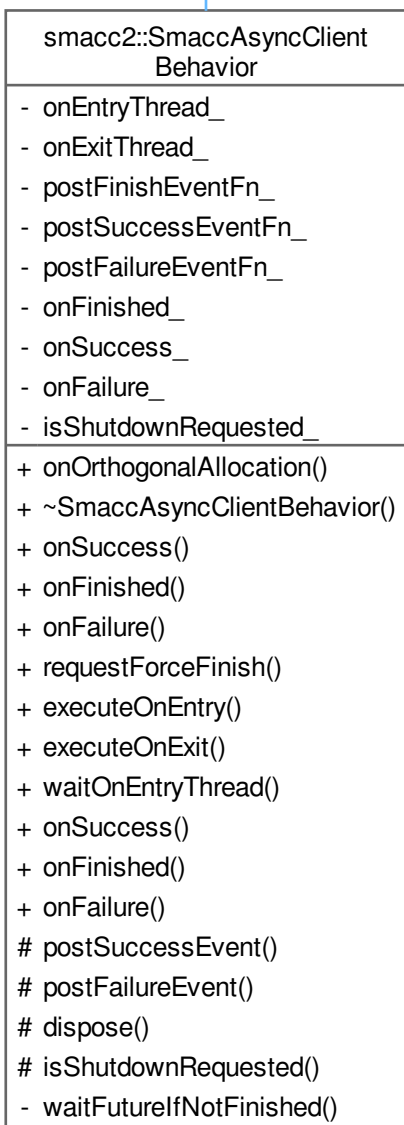 smacc2::SmaccAsyncClient
Behavior
- onEntryThread_
- onExitThread_
- postFinishEventFn_
- postSuccessEventFn_
- postFailureEventFn_
- onFinished_
- onSuccess_
- onFailure_
- isShutdownRequested_
+ onOrthogonalAllocation()
+ ~SmaccAsyncClientBehavior()
+ onSuccess()
+ onFinished()
+ onFailure()
+ requestForceFinish()
+ executeOnEntry()
+ executeOnExit()
+ waitOnEntryThread()
+ onSuccess()
+ onFinished()
+ onFailure()
# postSuccessEvent()
# postFailureEvent()
# dispose()
# isShutdownRequested()
- waitFutureIfNotFinished()